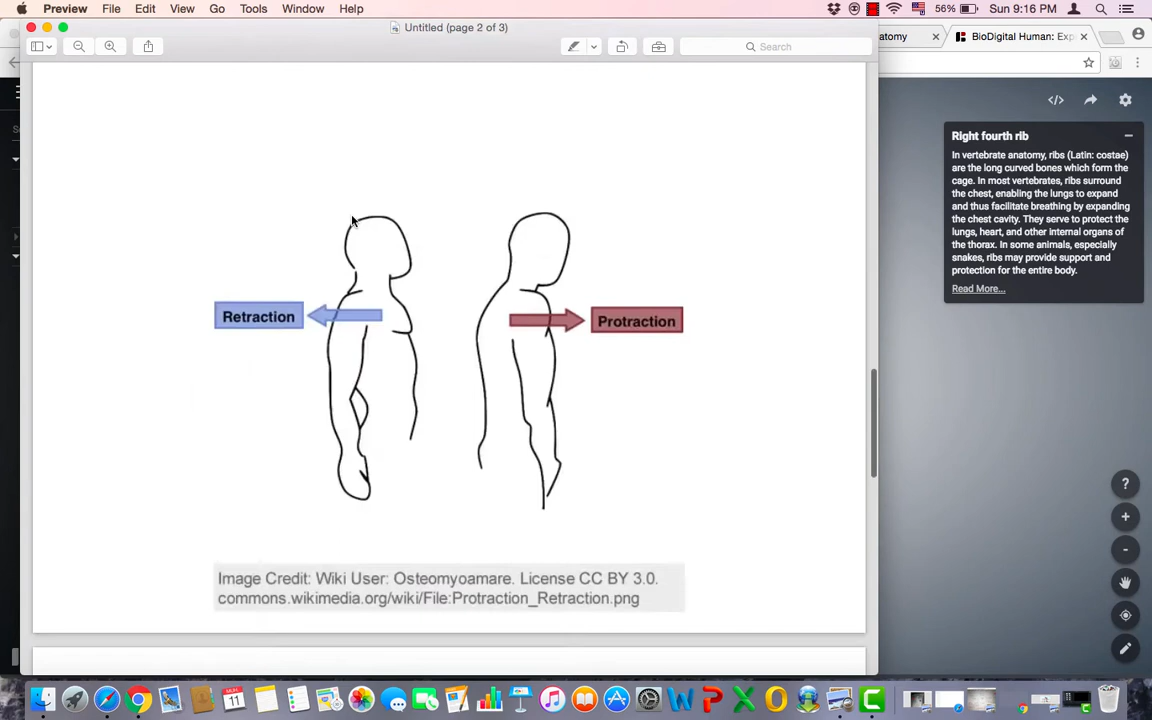 Preview File Edit View Go Tools Window Help
56% Sun 9:16 PM
Untitled (page 2 of 3)
Search
anatomy
BioDigital Human: Exp
Right fourth rib
In vertebrate anatomy, ribs (Latin: costae)
are the long curved bones which form the
cage. In most vertebrates, ribs surround
the chest, enabling the lungs to expand
and thus facilitate breathing by expanding
the chest cavity. They serve to protect the
lungs, heart, and other internal organs of
the thorax. In some animals, especially
snakes, ribs may provide support and
protection for the entire body.
Read More...
Retraction
Protraction
Image Credit: Wiki User: Osteomyoamare. License CC BY 3.0.
commons.wikimedia.org/wiki/File:Protraction_Retraction.png